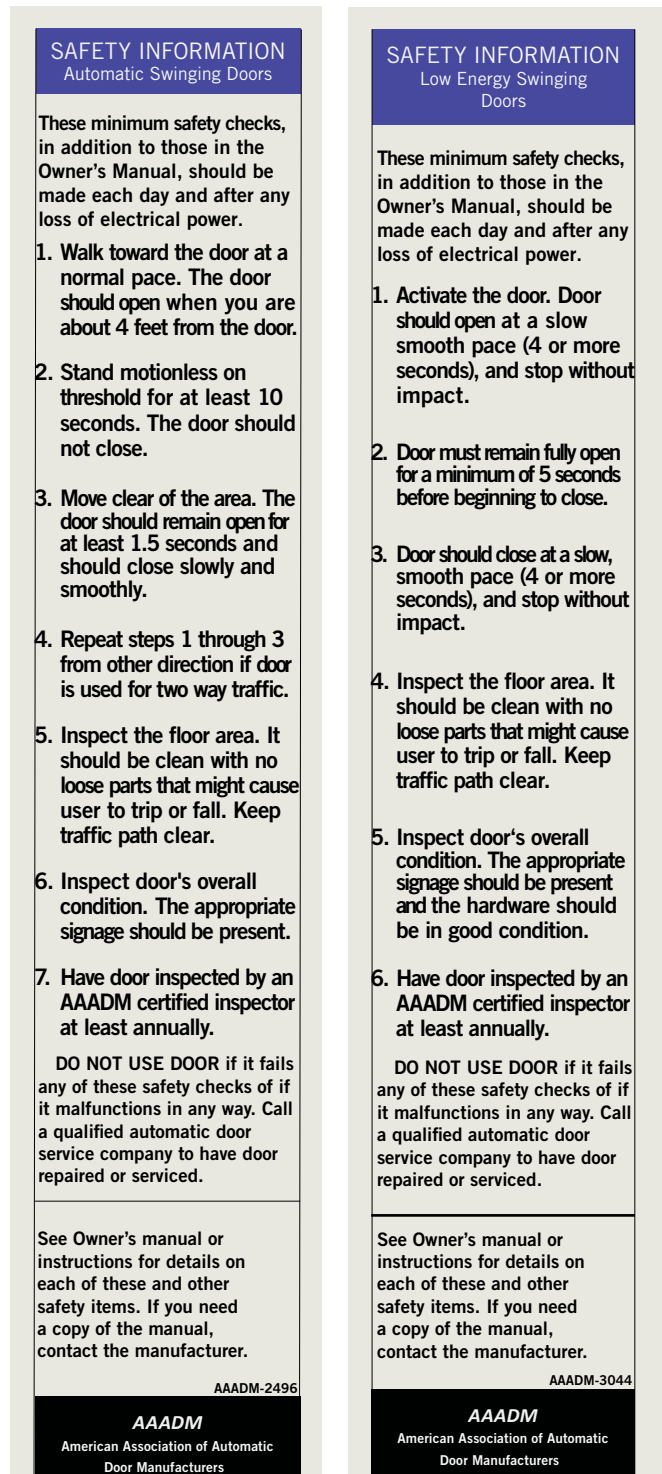 SAFETY INFORMATION
Automatic Swinging Doors
These minimum safety checks,
in addition to those in the
Owner's Manual, should be
made each day and after any
loss of electrical power.
1. Walk toward the door at a
normal pace. The door
should open when you are
about 4 feet from the door.
2. Stand motionless on
threshold for at least 10
seconds. The door should
not close.
3. Move clear of the area. The
door should remain open for
at least 1.5 seconds and
should close slowly and
smoothly.
4. Repeat steps 1 through 3
from other direction if door
is used for two way traffic.
5. Inspect the floor area. It
should be clean with no
loose parts that might cause
user to trip or fall. Keep
traffic path clear.
6. Inspect door's overall
condition. The appropriate
signage should be present.
7. Have door inspected by an
AAADM certified inspector
at least annually.
DO NOT USE DOOR if it fails
any of these safety checks of if
it malfunctions in any way. Call
a qualified automatic door
service company to have door
repaired or serviced.
See Owner's manual or
instructions for details on
each of these and other
safety items. If you need
a copy of the manual,
contact the manufacturer.
AAADM-2496
AAADM
American Association of Automatic
Door Manufacturers
SAFETY INFORMATION
Low Energy Swinging
Doors
These minimum safety checks,
in addition to those in the
Owner's Manual, should be
made each day and after any
loss of electrical power.
1. Activate the door. Door
should open at a slow
smooth pace (4 or more
seconds), and stop without
impact.
2. Door must remain fully open
for a minimum of 5 seconds
before beginning to close.
3. Door should close at a slow,
smooth pace (4 or more
seconds), and stop without
impact.
4. Inspect the floor area. It
should be clean with no
loose parts that might cause
user to trip or fall. Keep
traffic path clear.
5. Inspect door‘s overall
condition. The appropriate
signage should be present
and the hardware should
be in good condition.
6. Have door inspected by an
AAADM certified inspector
at least annually.
DO NOT USE DOOR if it fails
any of these safety checks of if
it malfunctions in any way. Call
a qualified automatic door
service company to have door
repaired or serviced.
See Owner's manual or
instructions for details on
each of these and other
safety items. If you need
a copy of the manual,
contact the manufacturer.
AAADM-3044
AAADM
American Association of Automatic
Door Manufacturers